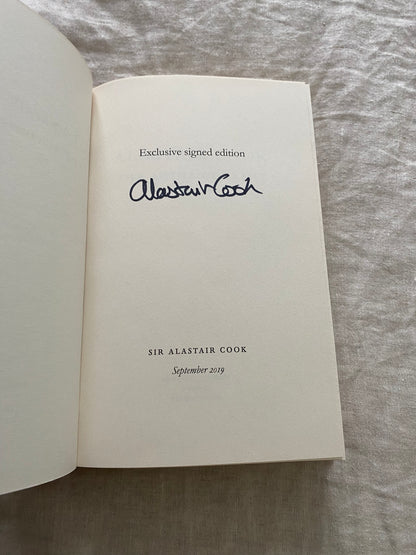 Exclusive signed edition
Alastair Cook
SIR ALASTAIR COOK
September 2019